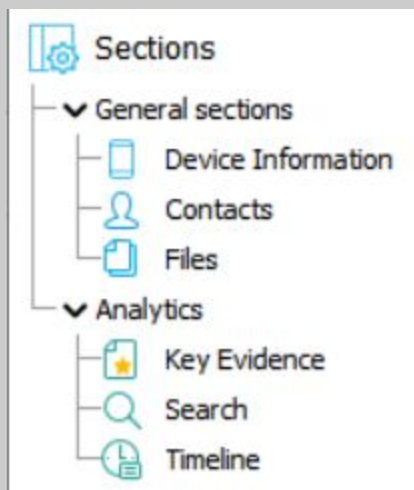 Sections
General sections
Device Information
Contacts
Files
Analytics
Key Evidence
Search
Timeline